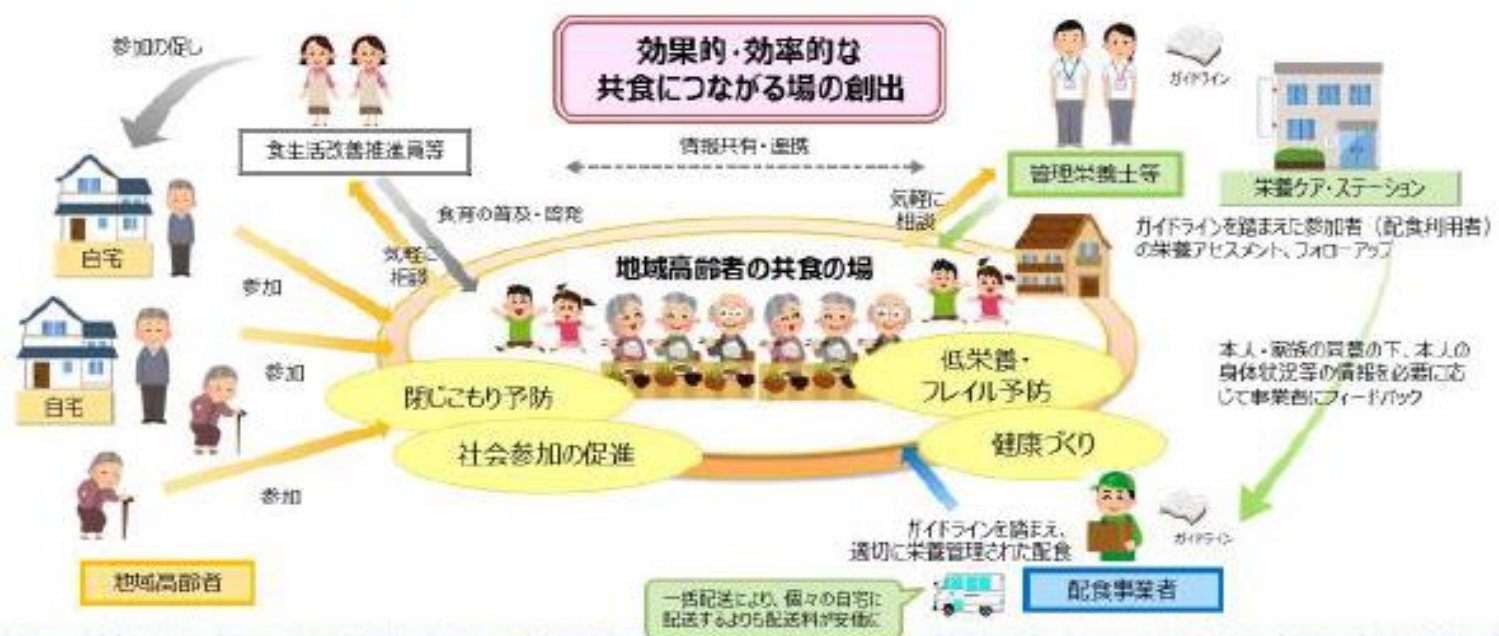 効果的・効率的な
共食につながる場の創出
参加の促し
食生活改善推進員等
情報共有・連携
管理栄養士等
ガイドライン
栄養ケア・ステーション
ガイドラインを踏まえた参加者（配食利用者）
の栄養アセスメント、フォローアップ
食育の普及・啓発
気軽に
相談
気軽に
相談
自宅
参加
地域高齢者の共食の場
自宅
参加
閉じこもり予防
低栄養・
フレイル予防
本人・家族の同意の下、本人の
身体状況等の情報を必要に応
じて事業者にフィードバック
社会参加の促進
健康づくり
参加
ガイドラインを踏まえ、
適切に栄養管理された配食
ガイドライン
地域高齢者
配食事業者
一括配送により、個々の自宅に
配送するよりも配送料が安価に